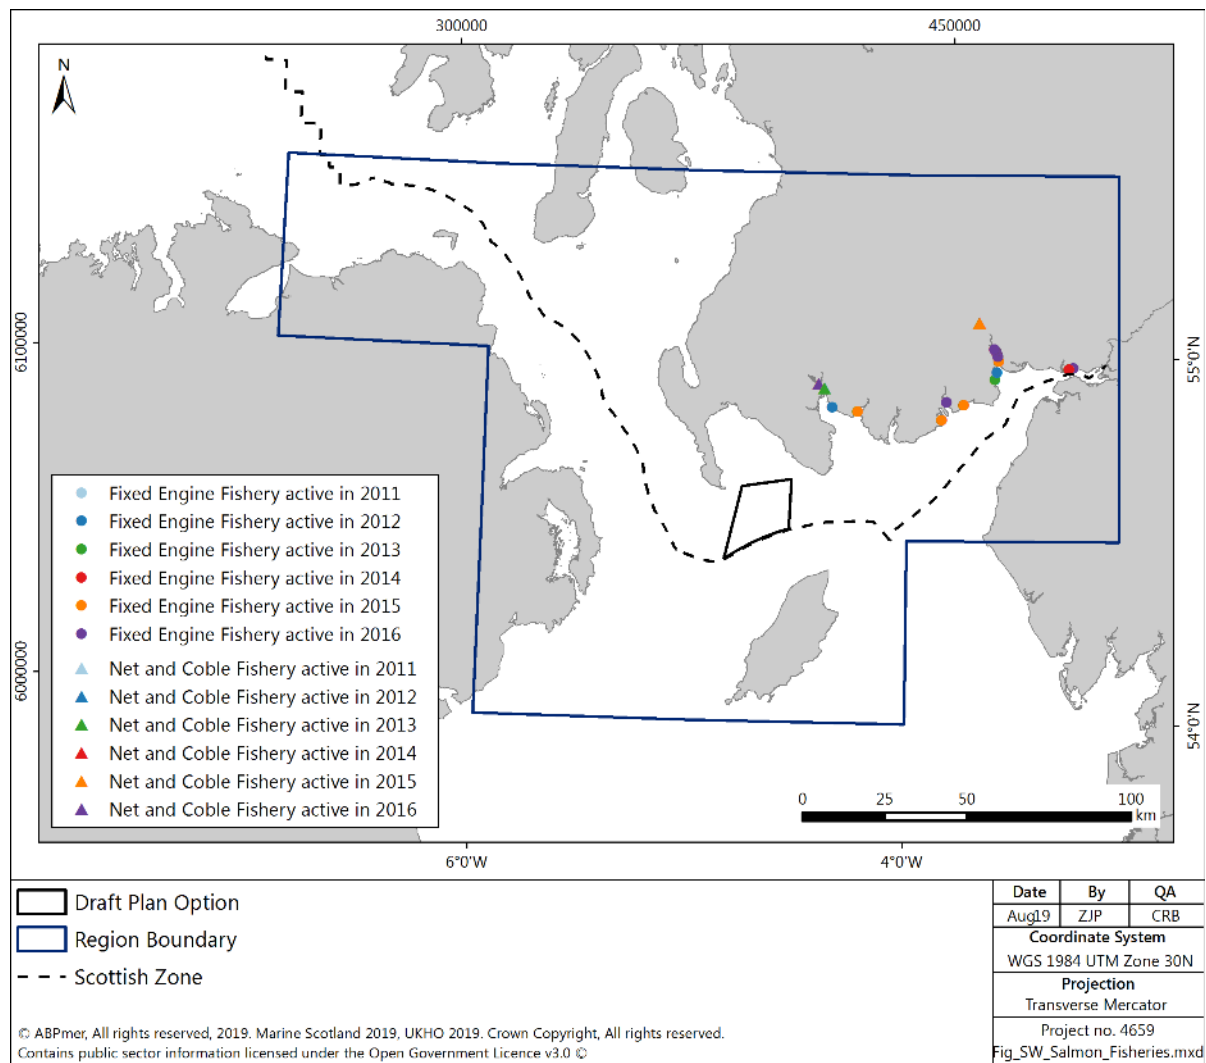 300000
450000
N
6100000
55°0'N
Fixed Engine Fishery active in 2011
Fixed Engine Fishery active in 2012
Fixed Engine Fishery active in 2013
Fixed Engine Fishery active in 2014
Fixed Engine Fishery active in 2015
Fixed Engine Fishery active in 2016
Net and Coble Fishery active in 2011
Net and Coble Fishery active in 2012
Net and Coble Fishery active in 2013
Net and Coble Fishery active in 2014
Net and Coble Fishery active in 2015
Net and Coble Fishery active in 2016
6000000
54°0'N
0 25 50 100
km
6°0'W
4°0'W
Draft Plan Option
Region Boundary
Scottish Zone
© ABPmer, All rights reserved, 2019. Marine Scotland 2019, UKHO 2019. Crown Copyright, All rights reserved.
Contains public sector information licensed under the Open Government Licence v3.0 ©
Date By QA
Aug19 ZJP CRB
Coordinate System
WGS 1984 UTM Zone 30N
Projection
Transverse Mercator
Project no. 4659
Fig_SW_Salmon_Fisheries.mxd